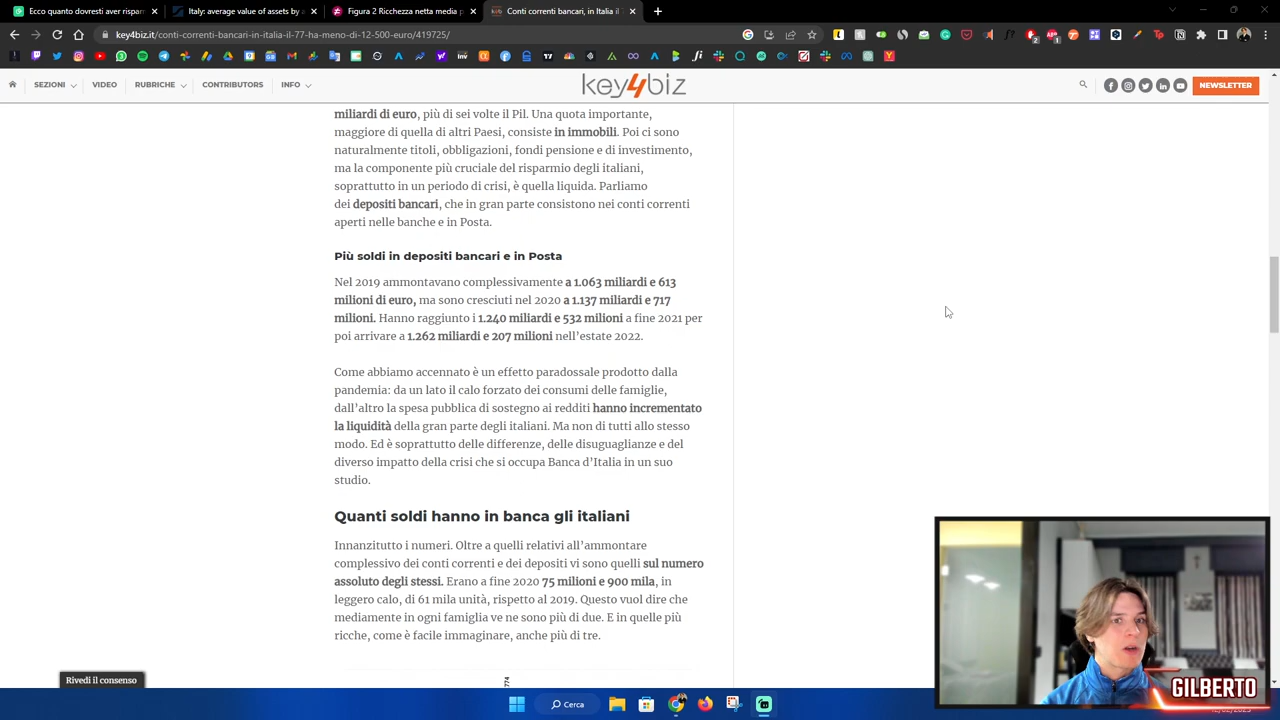 Ecco quanto dovresti rispar
Italy: average value of assets by a
Finanza 2 Ricchezza netta media
Conti correnti bancari, in Italia il 7
key4biz.it/conti-correnti-bancari-in-italia-il-77-ha-meno-di-12-500-euro/419725/
SEZIONI
VIDEO
RUBRICHE
CONTRIBUTORS
INFO
key4biz
NEWSLETTER
miliardi di euro, più di sei volte il Pil. Una quota importante,
maggiore di quella di altri Paesi, consiste in immobili. Poi ci sono
naturalmente titoli, obbligazioni, fondi pensione e di investimento,
ma la componente più cruciale del risparmio degli italiani,
soprattutto in un periodo di crisi, è quella liquida. Parliamo
dei depositi bancari, che in gran parte consistono nei conti correnti
aperti nelle banche e in Posta.
Più soldi in depositi bancari e in Posta
Nel 2019 ammontavano complessivamente a 1.063 miliardi e 613
milioni di euro, ma sono cresciuti nel 2020 a 1.137 miliardi e 717
milioni. Hanno raggiunto i 1.240 miliardi e 532 milioni a fine 2021 per
poi arrivare a 1.262 miliardi e 207 milioni nell'estate 2022.
Come abbiamo accennato è un effetto paradossale prodotto dalla
pandemia: da un lato il calo forzato dei consumi delle famiglie,
dall'altro la spesa pubblica di sostegno ai redditi hanno incrementato
la liquidità della gran parte degli italiani. Ma non di tutti allo stesso
modo. Ed è soprattutto delle differenze, delle disuguaglianze e del
diverso impatto della crisi che si occupa Banca d'Italia in un suo
studio.
Quanti soldi hanno in banca gli italiani
Innanzitutto i numeri. Oltre a quelli relativi all'ammontare
complessivo dei conti correnti e dei depositi vi sono quelli sul numero
assoluto degli stessi. Erano a fine 2020 75 milioni e 900 mila, in
leggero calo, di 61 mila unità, rispetto al 2019. Questo vuol dire che
mediamente in ogni famiglia ve ne sono più di due. E in quelle più
ricche, come è facile immaginare, anche più di tre.
Rivedi il consenso
774
GILBERTO
Cerca